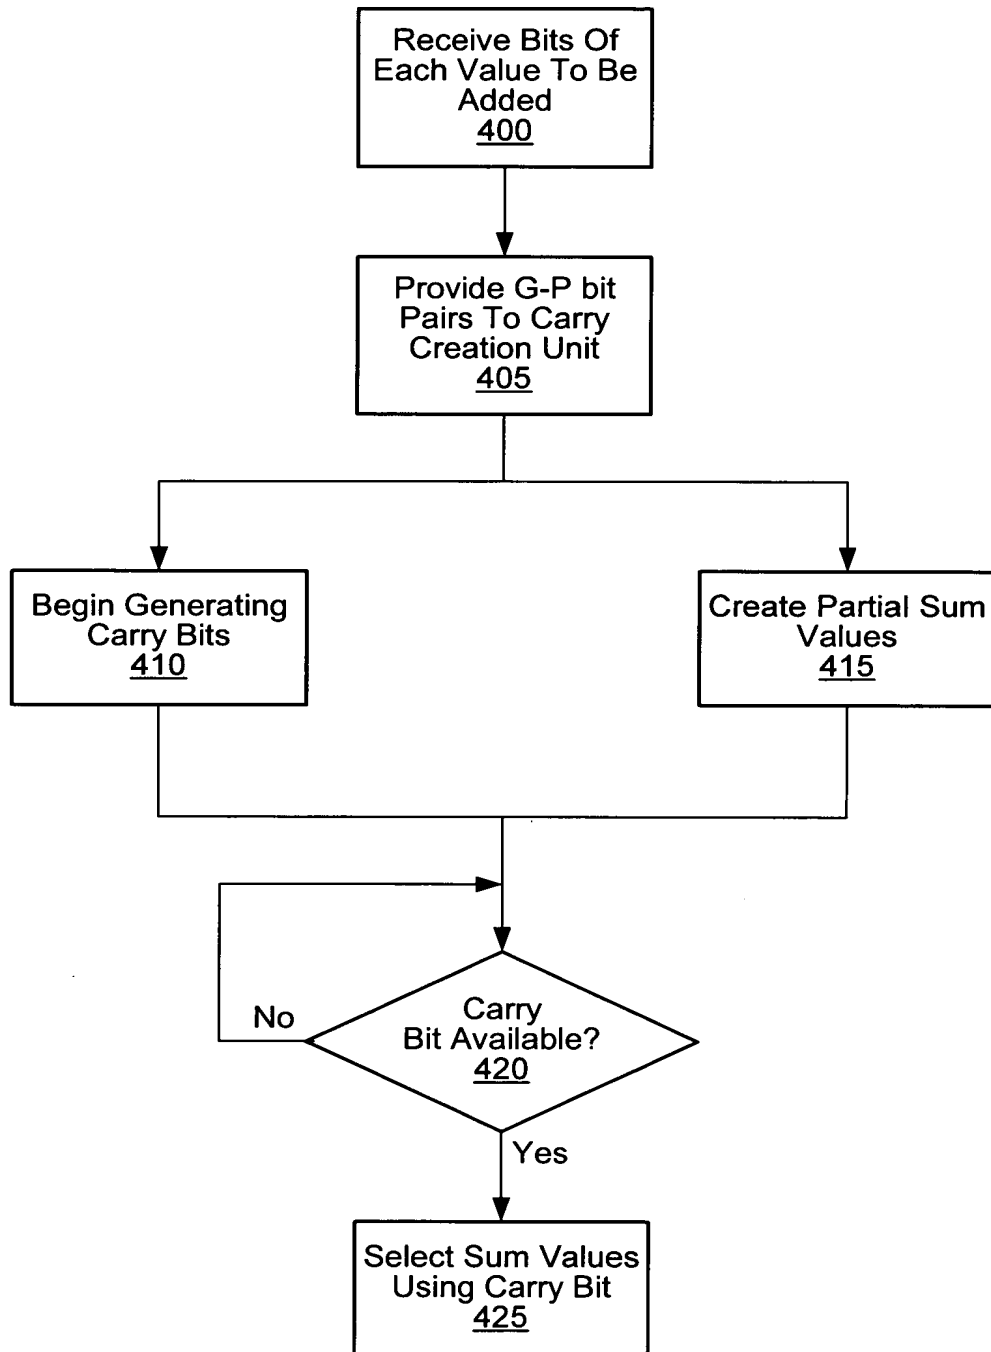 Receive Bits Of
Each Value To Be
Added
400
Provide G-P bit
Pairs To Carry
Creation Unit
405
Begin Generating
Carry Bits
410
Create Partial Sum
Values
415
Carry
Bit Available?
420
No
Yes
Select Sum Values
Using Carry Bit
425